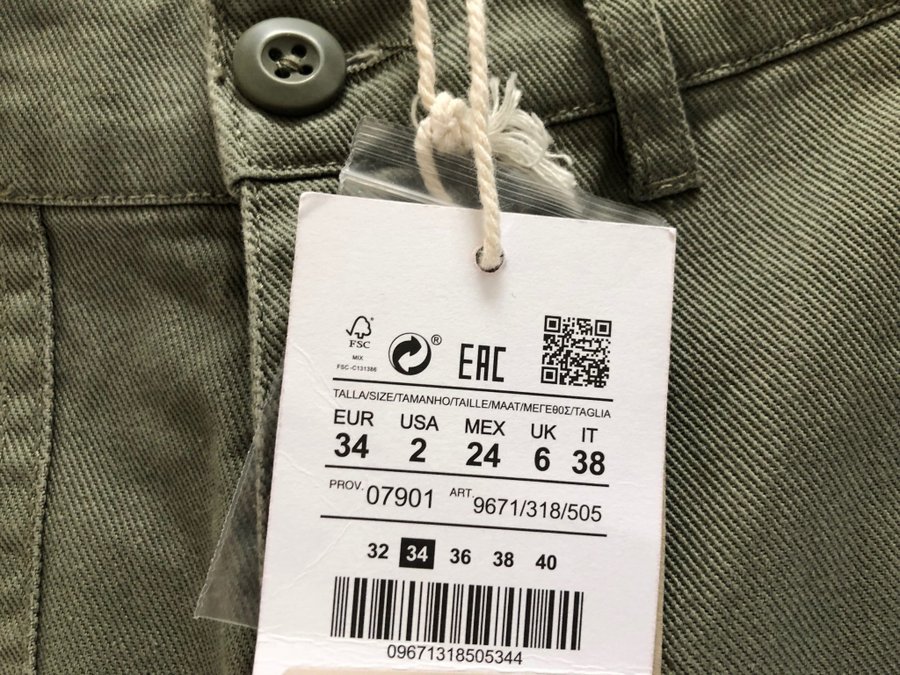 FSC
MIX
FSC-C131386
®
EAC
TALLA/SIZE/TAMANHO/TAILLE/MAAT/ΜΕΓΕΘΟΣ/TAGLIA
EUR USA MEX UK IT
34 2 24 6 38
PROV. 07901 ART. 9671/318/505
32 34 36 38 40
09671318505344